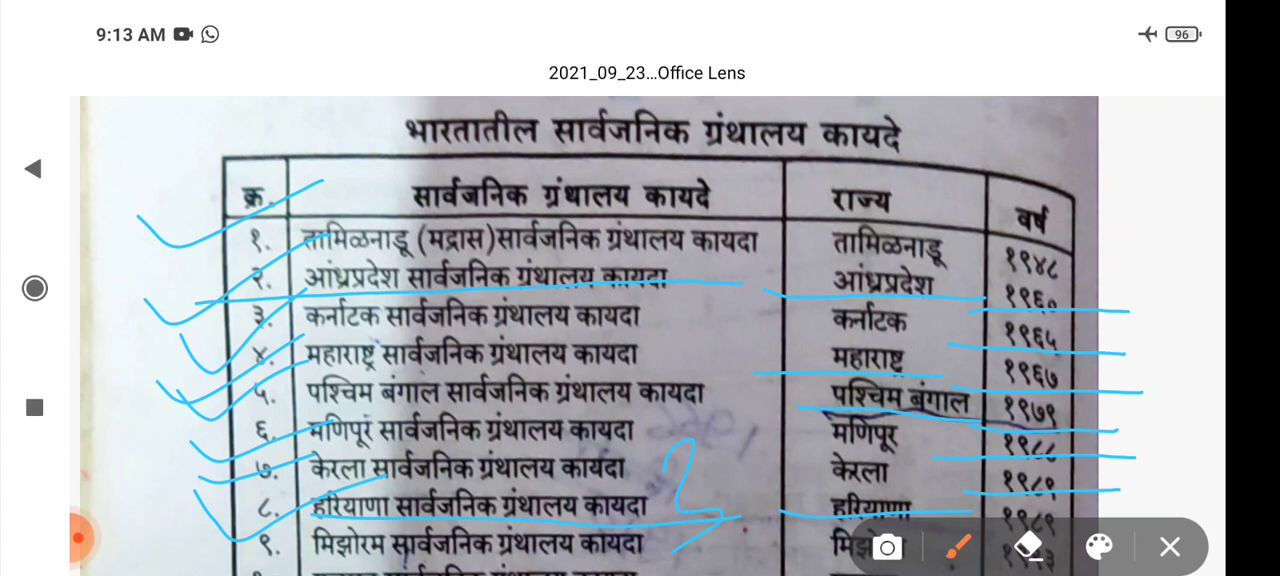 9:13 AM 96
2021_09_23...Office Lens
भारतातील सार्वजनिक ग्रंथालय कायदे
क्र. सार्वजनिक ग्रंथालय कायदे राज्य वर्ष
१. तामिळनाडू (मद्रास) सार्वजनिक ग्रंथालय कायदा तामिळनाडू १९४८
२. आंध्रप्रदेश सार्वजनिक ग्रंथालय कायदा आंध्रप्रदेश १९६०
३. कर्नाटक सार्वजनिक ग्रंथालय कायदा कर्नाटक १९६५
४. महाराष्ट्र सार्वजनिक ग्रंथालय कायदा महाराष्ट्र १९६७
५. पश्चिम बंगाल सार्वजनिक ग्रंथालय कायदा पश्चिम बंगाल १९७९
६. मणिपूर सार्वजनिक ग्रंथालय कायदा मणिपूर १९८८
७. केरला सार्वजनिक ग्रंथालय कायदा केरला १९८९
८. हरियाणा सार्वजनिक ग्रंथालय कायदा हरियाणा १९८९
९. मिझोरम सार्वजनिक ग्रंथालय कायदा